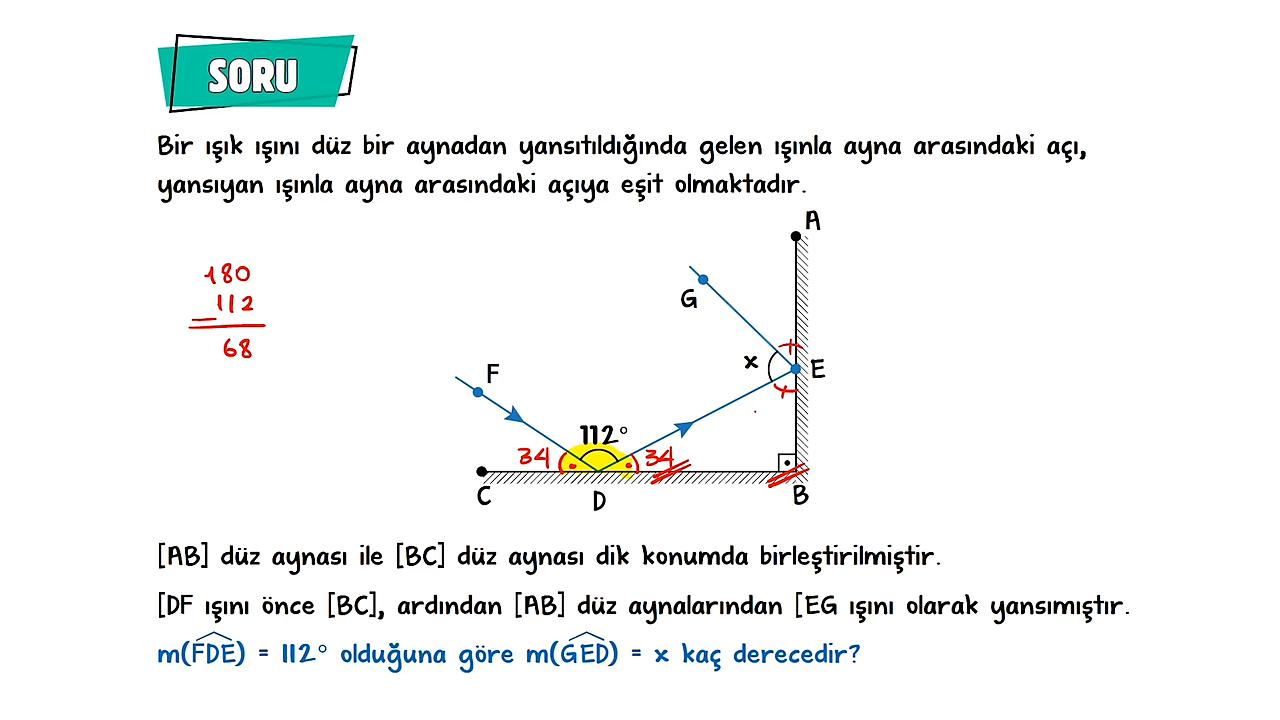 SORU
Bir ışık ışını düz bir aynadan yansıtıldığında gelen ışınla ayna arasındaki açı,
yansıyan ışınla ayna arasındaki açıya eşit olmaktadır.
A
180
112
68
G
x
E
F
112°
34
34
C
D
B
[AB] düz aynası ile [BC] düz aynası dik konumda birleştirilmiştir.
[DF ışını önce [BC], ardından [AB] düz aynalarından [EG ışını olarak yansımıştır.
m(FDE) = 112° olduğuna göre m(GED) = x kaç derecedir?